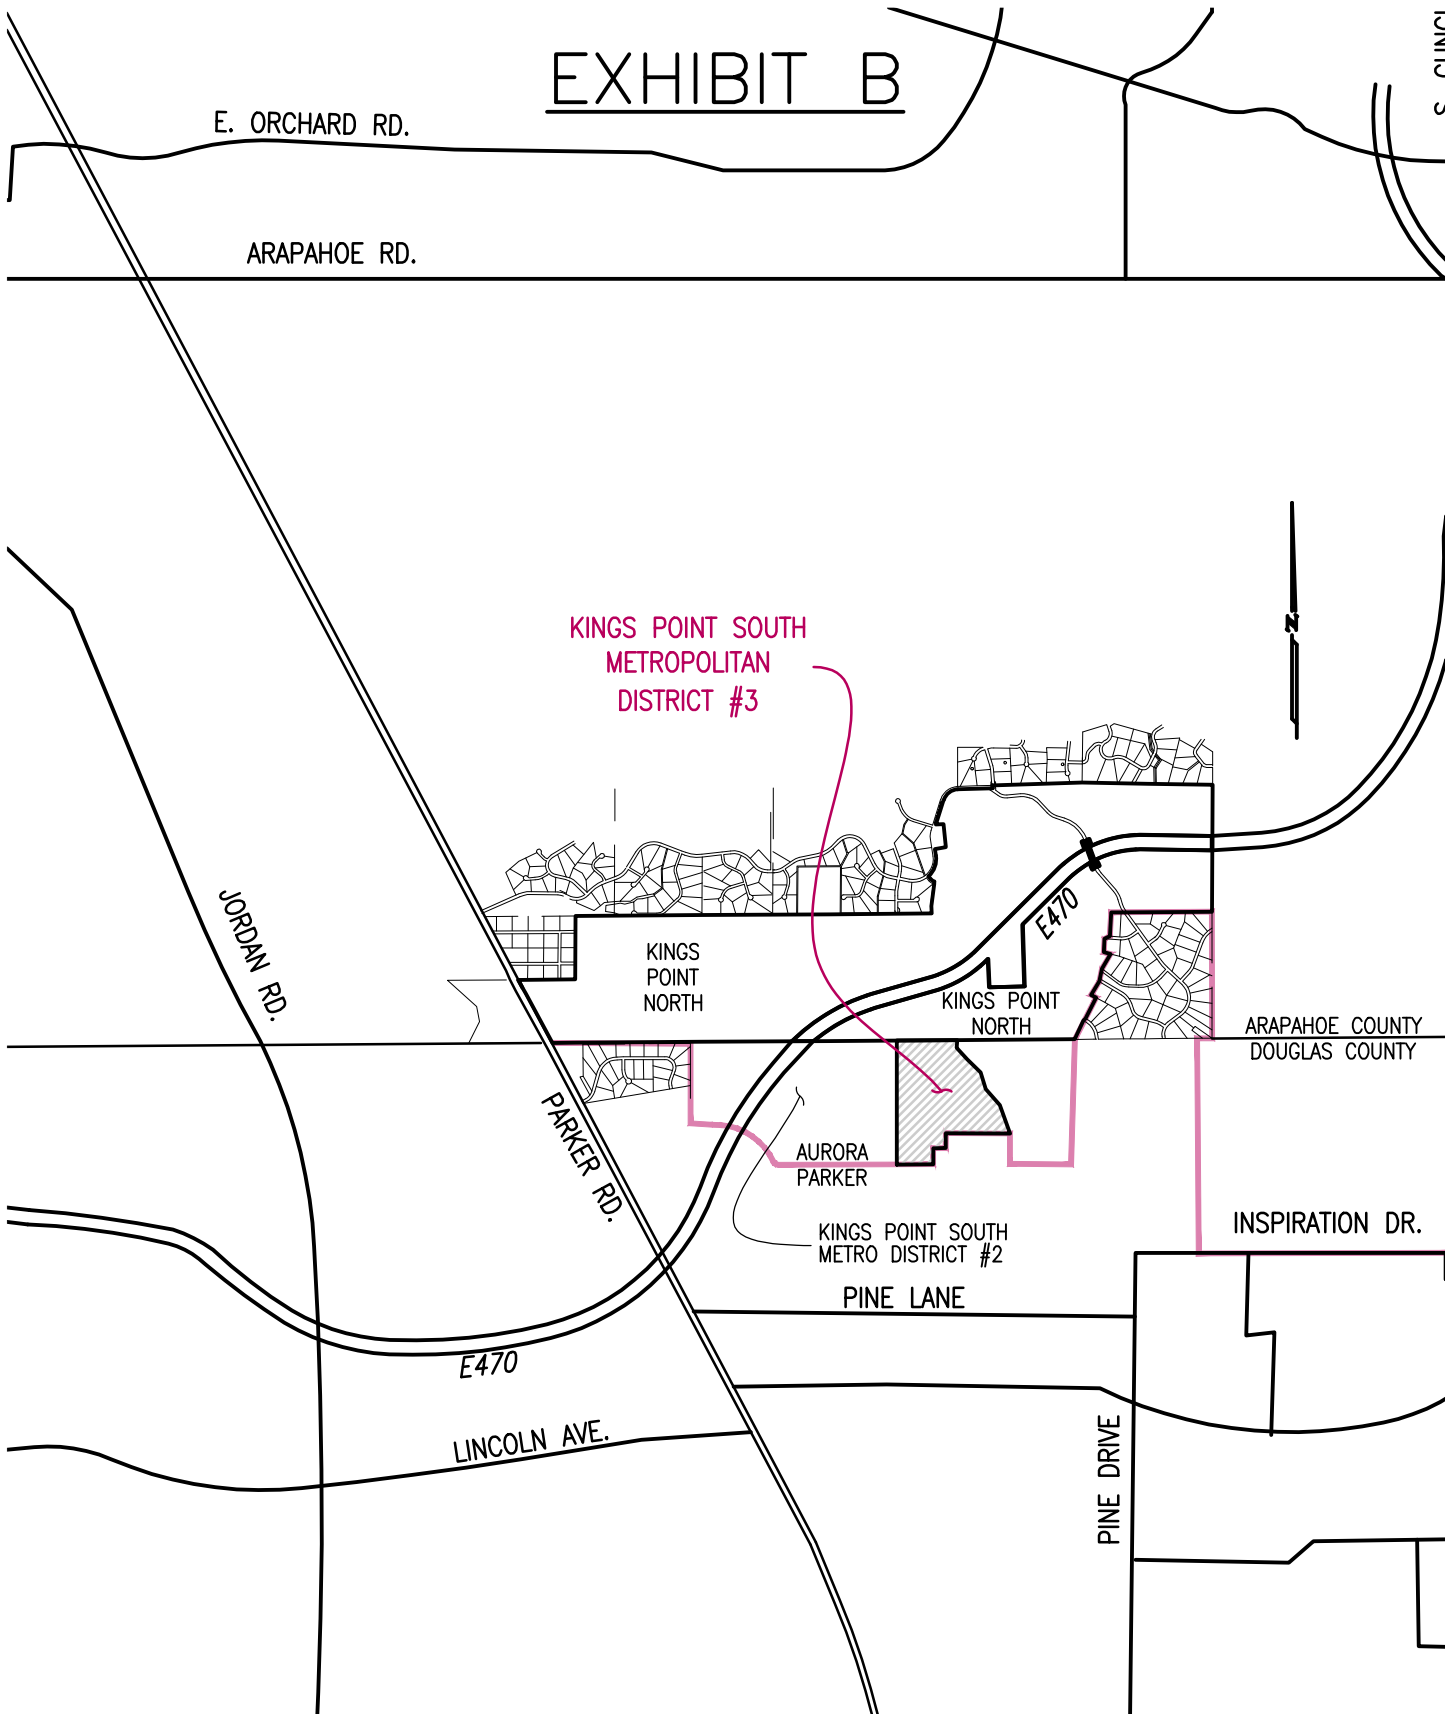 EXHIBIT B
E. ORCHARD RD.
ARAPAHOE RD.
KINGS POINT SOUTH
METROPOLITAN
DISTRICT #3
N
JORDAN RD.
KINGS
POINT
NORTH
E470
KINGS POINT
NORTH
ARAPAHOE COUNTY
DOUGLAS COUNTY
PARKER RD.
AURORA
PARKER
KINGS POINT SOUTH
METRO DISTRICT #2
INSPIRATION DR.
PINE LANE
E470
LINCOLN AVE.
PINE DRIVE